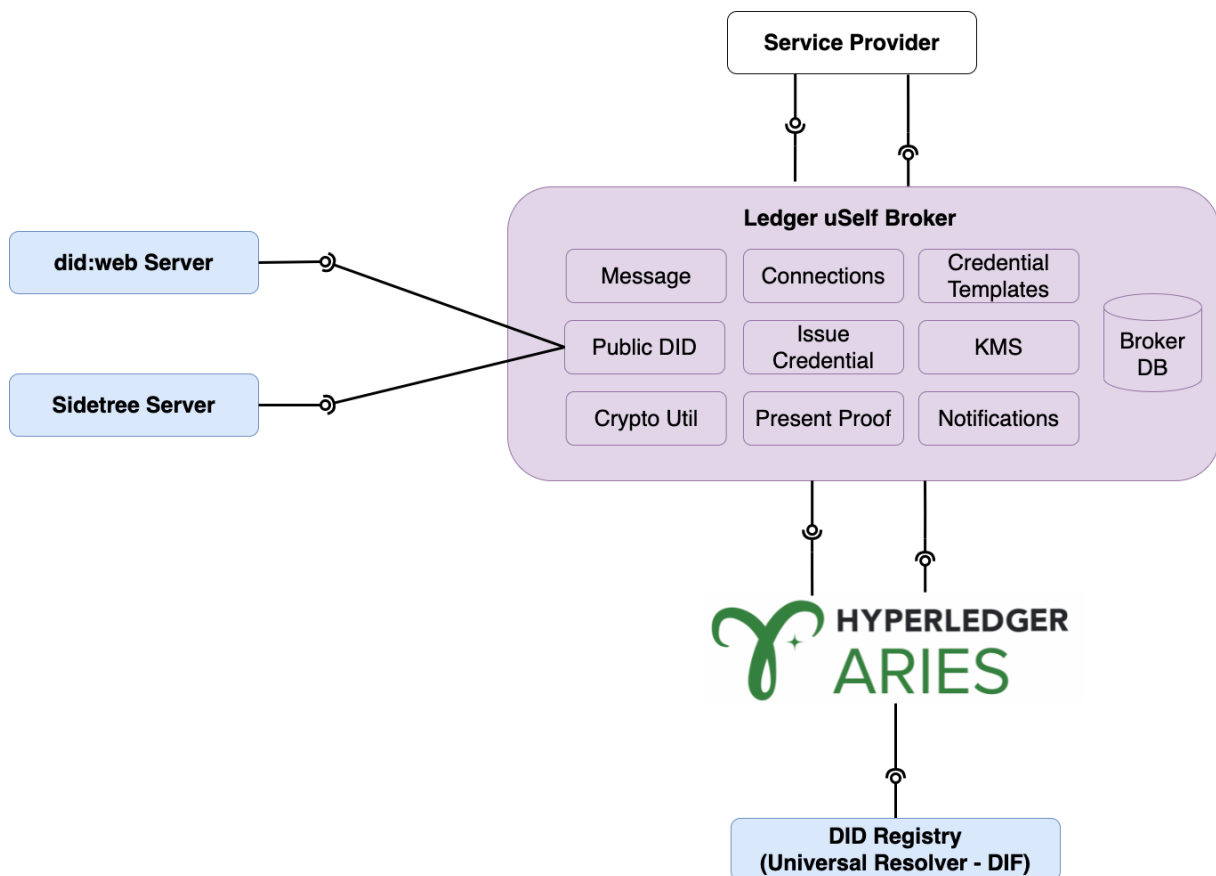 Service Provider
Ledger uSelf Broker
did:web Server
Message
Connections
Credential
Templates
Public DID
Issue
Credential
KMS
Broker
DB
Sidetree Server
Crypto Util
Present Proof
Notifications
HYPERLEDGER
ARIES
DID Registry
(Universal Resolver - DIF)